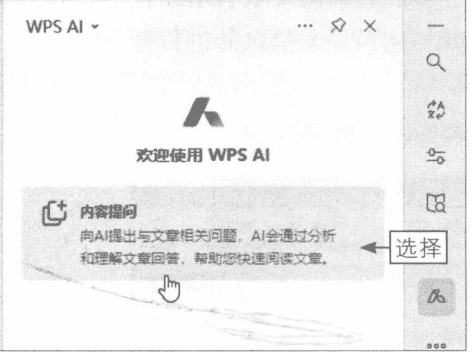 WPS AI
欢迎使用 WPS AI
内容提问
向AI提出与文章相关问题，AI会通过分析
和理解文章回答，帮助您快速阅读文章。
选择